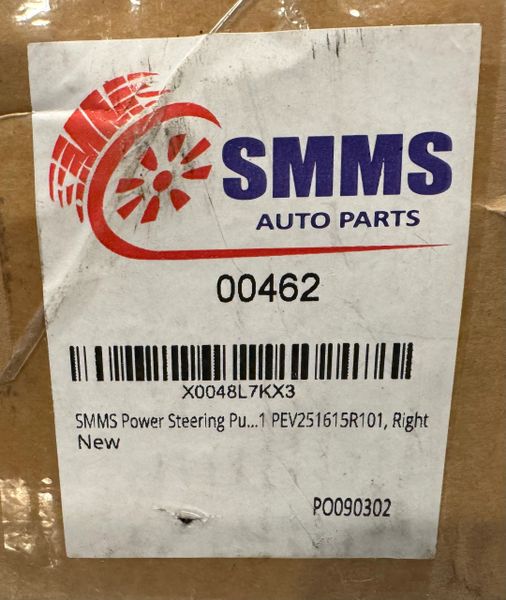 SMMS
AUTO PARTS
00462
X0048L7KX3
SMMS Power Steering Pu...1 PEV251615R101, Right
New
PO090302